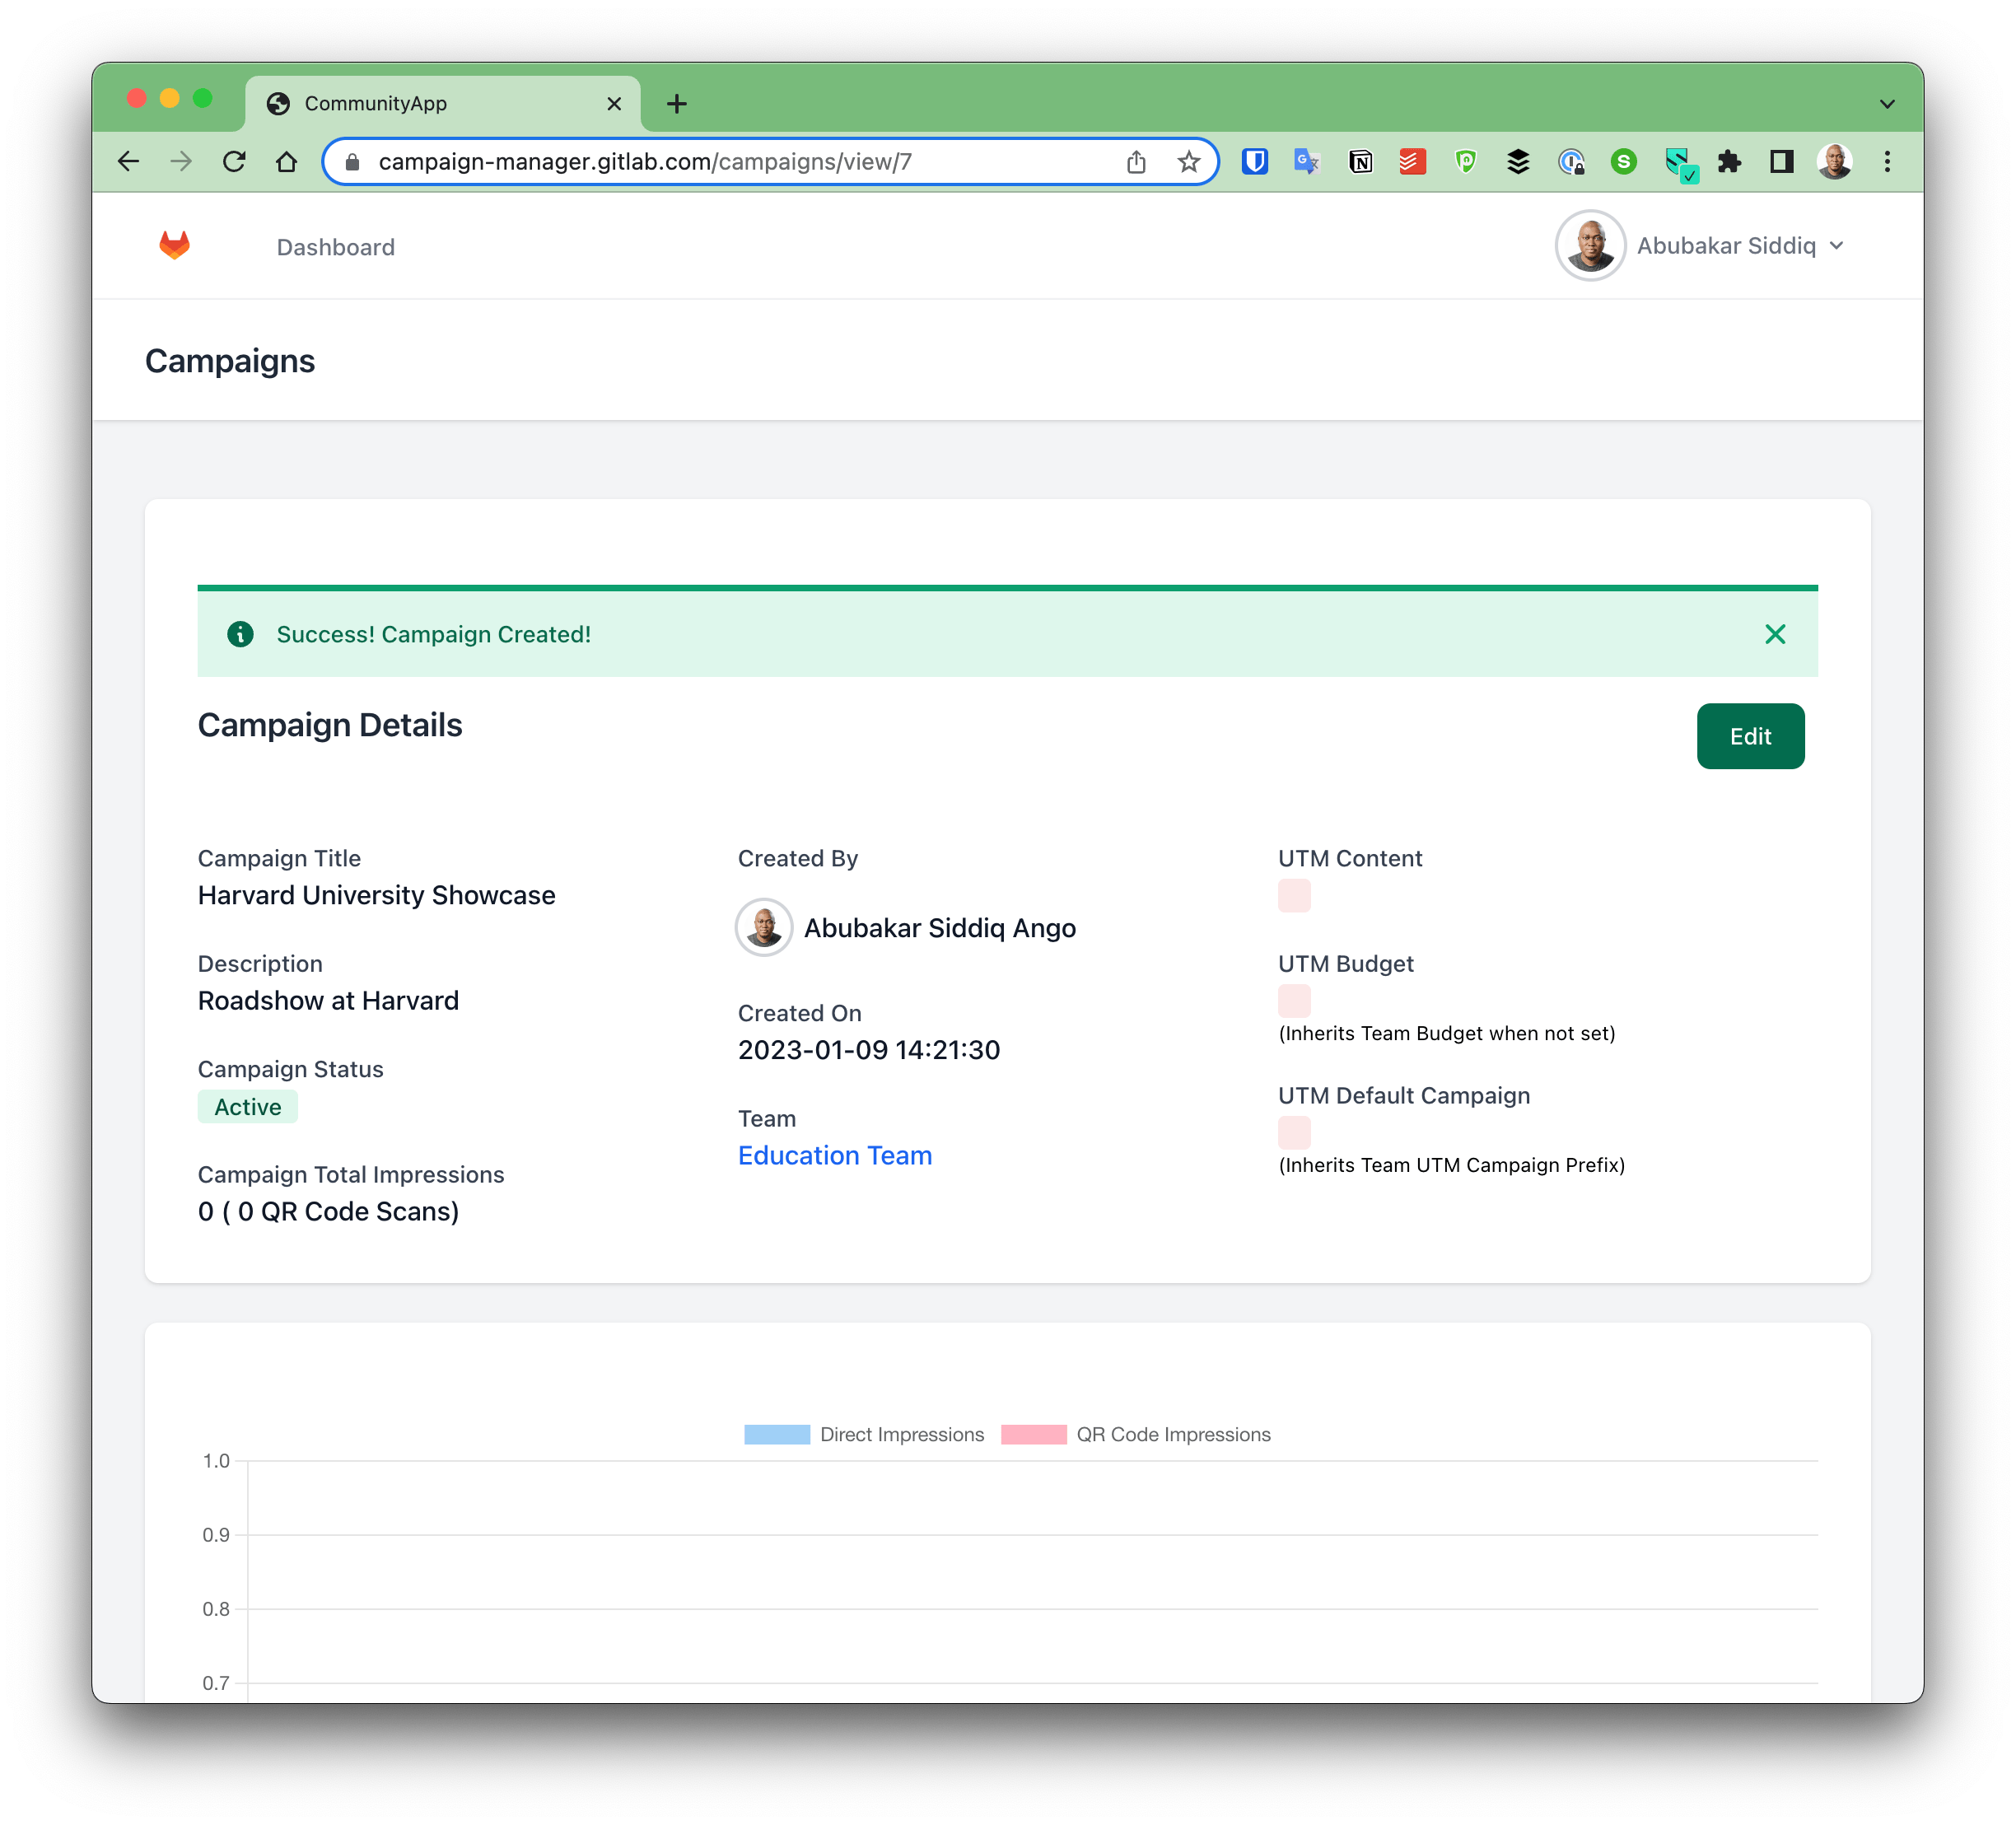 CommunityApp
campaign-manager.gitlab.com/campaigns/view/7
Dashboard
Abubakar Siddiq
Campaigns
Success! Campaign Created!
Campaign Details
Edit
Campaign Title
Harvard University Showcase
Description
Roadshow at Harvard
Campaign Status
Active
Campaign Total Impressions
0 ( 0 QR Code Scans)
Created By
Abubakar Siddiq Ango
Created On
2023-01-09 14:21:30
Team
Education Team
UTM Content
UTM Budget
(Inherits Team Budget when not set)
UTM Default Campaign
(Inherits Team UTM Campaign Prefix)
Direct Impressions
QR Code Impressions
1.0
0.9
0.8
0.7